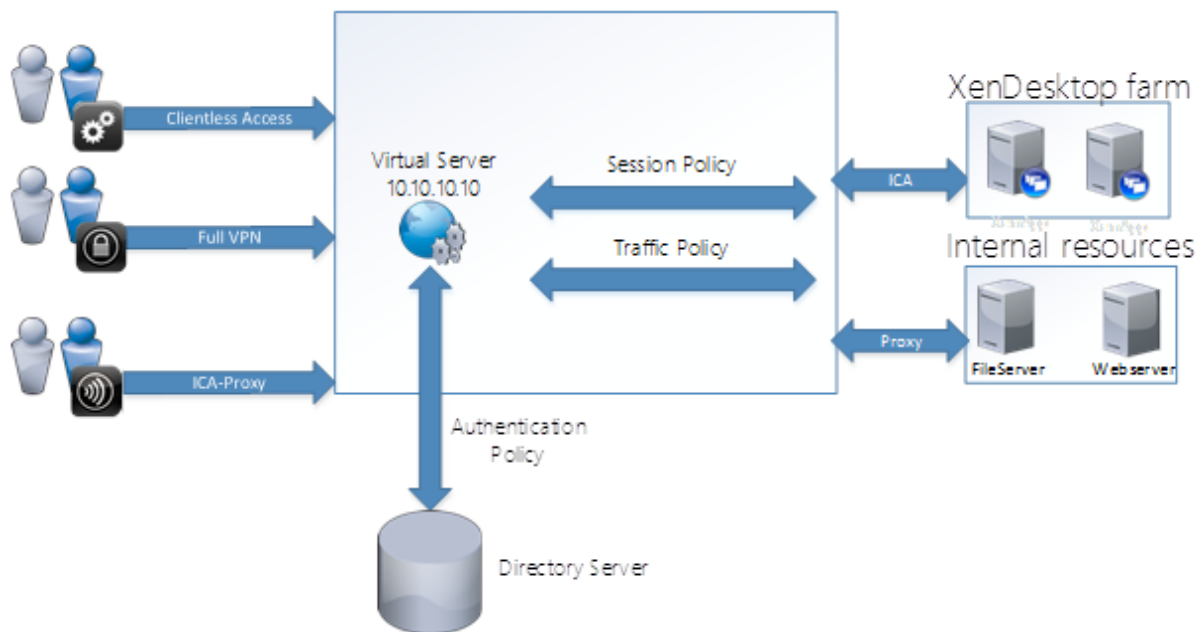 Clientless Access
Full VPN
ICA-Proxy
Virtual Server
10.10.10.10
Session Policy
Traffic Policy
Authentication
Policy
Directory Server
ICA
Proxy
XenDesktop farm
Internal resources
FileServer
Webserver